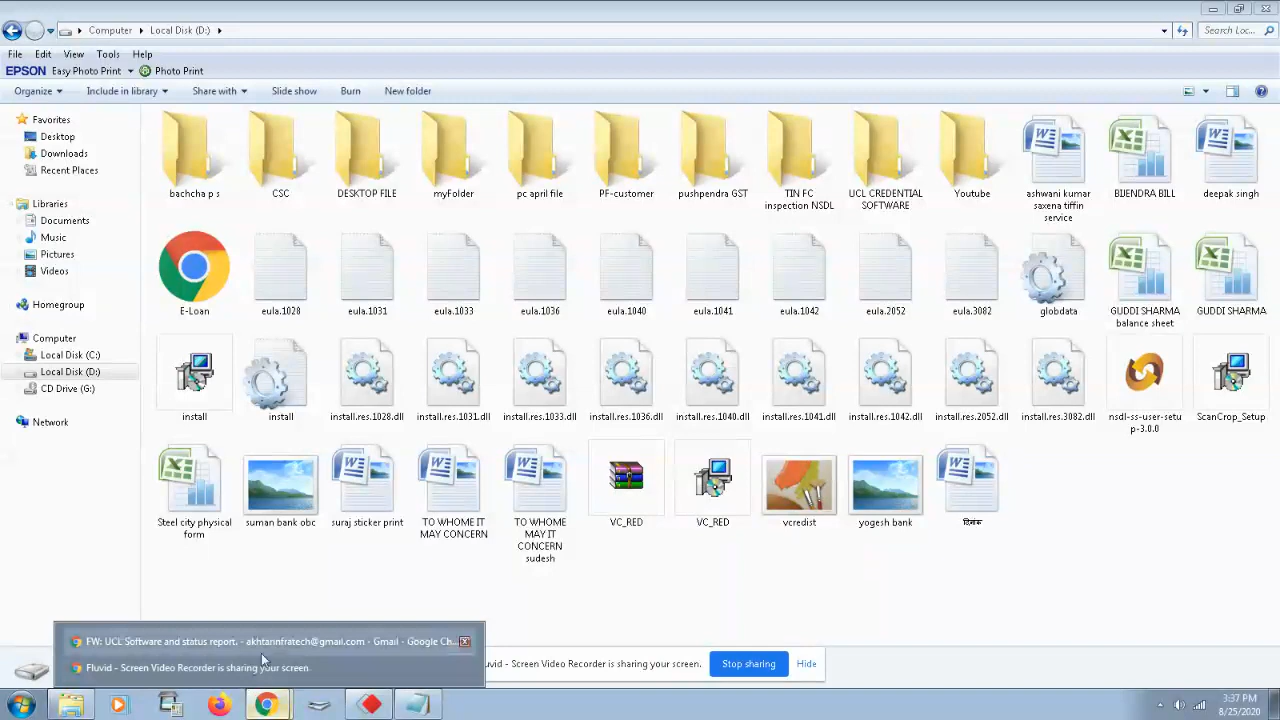 Computer Local Disk (D:) Search Loc...
File Edit View Tools Help
EPSON Easy Photo Print Photo Print
Organize Include in library Share with Slide show Burn New folder
Favorites
Desktop
Downloads
Recent Places
Libraries
Documents
Music
Pictures
Videos
Homegroup
Computer
Local Disk (C:)
Local Disk (D:)
CD Drive (G:)
Network
bachcha p s CSC DESKTOP FILE myFolder pc april file PF-customer pushpendra GST TIN FC UCL CREDENTIAL Youtube ashwani kumar BIJENDRA BILL deepak singh
inspection NSDL SOFTWARE saxena tiffin
service
E-Loan eula.1028 eula.1031 eula.1033 eula.1036 eula.1040 eula.1041 eula.1042 eula.2052 eula.3082 globdata GUDDI SHARMA GUDDI SHARMA
balance sheet
install install install.res.1028.dll install.res.1031.dll install.res.1033.dll install.res.1036.dll install.res.1040.dll install.res.1041.dll install.res.1042.dll install.res.2052.dll install.res.3082.dll nsdl-ss-user-setu ScanCrop_Setup
p-3.0.0
Steel city physical suman bank obc suraj sticker print TO WHOME IT TO WHOME VC_RED VC_RED vcredist yogesh bank
form MAY CONCERN MAY IT
CONCERN
sudesh
FW: UCL Software and status report. - akhtarinfratech@gmail.com - Gmail - Google Ch...
Fluvid - Screen Video Recorder is sharing your screen.
uvid - Screen Video Recorder is sharing your screen. Stop sharing Hide
3:37 PM
8/25/2020